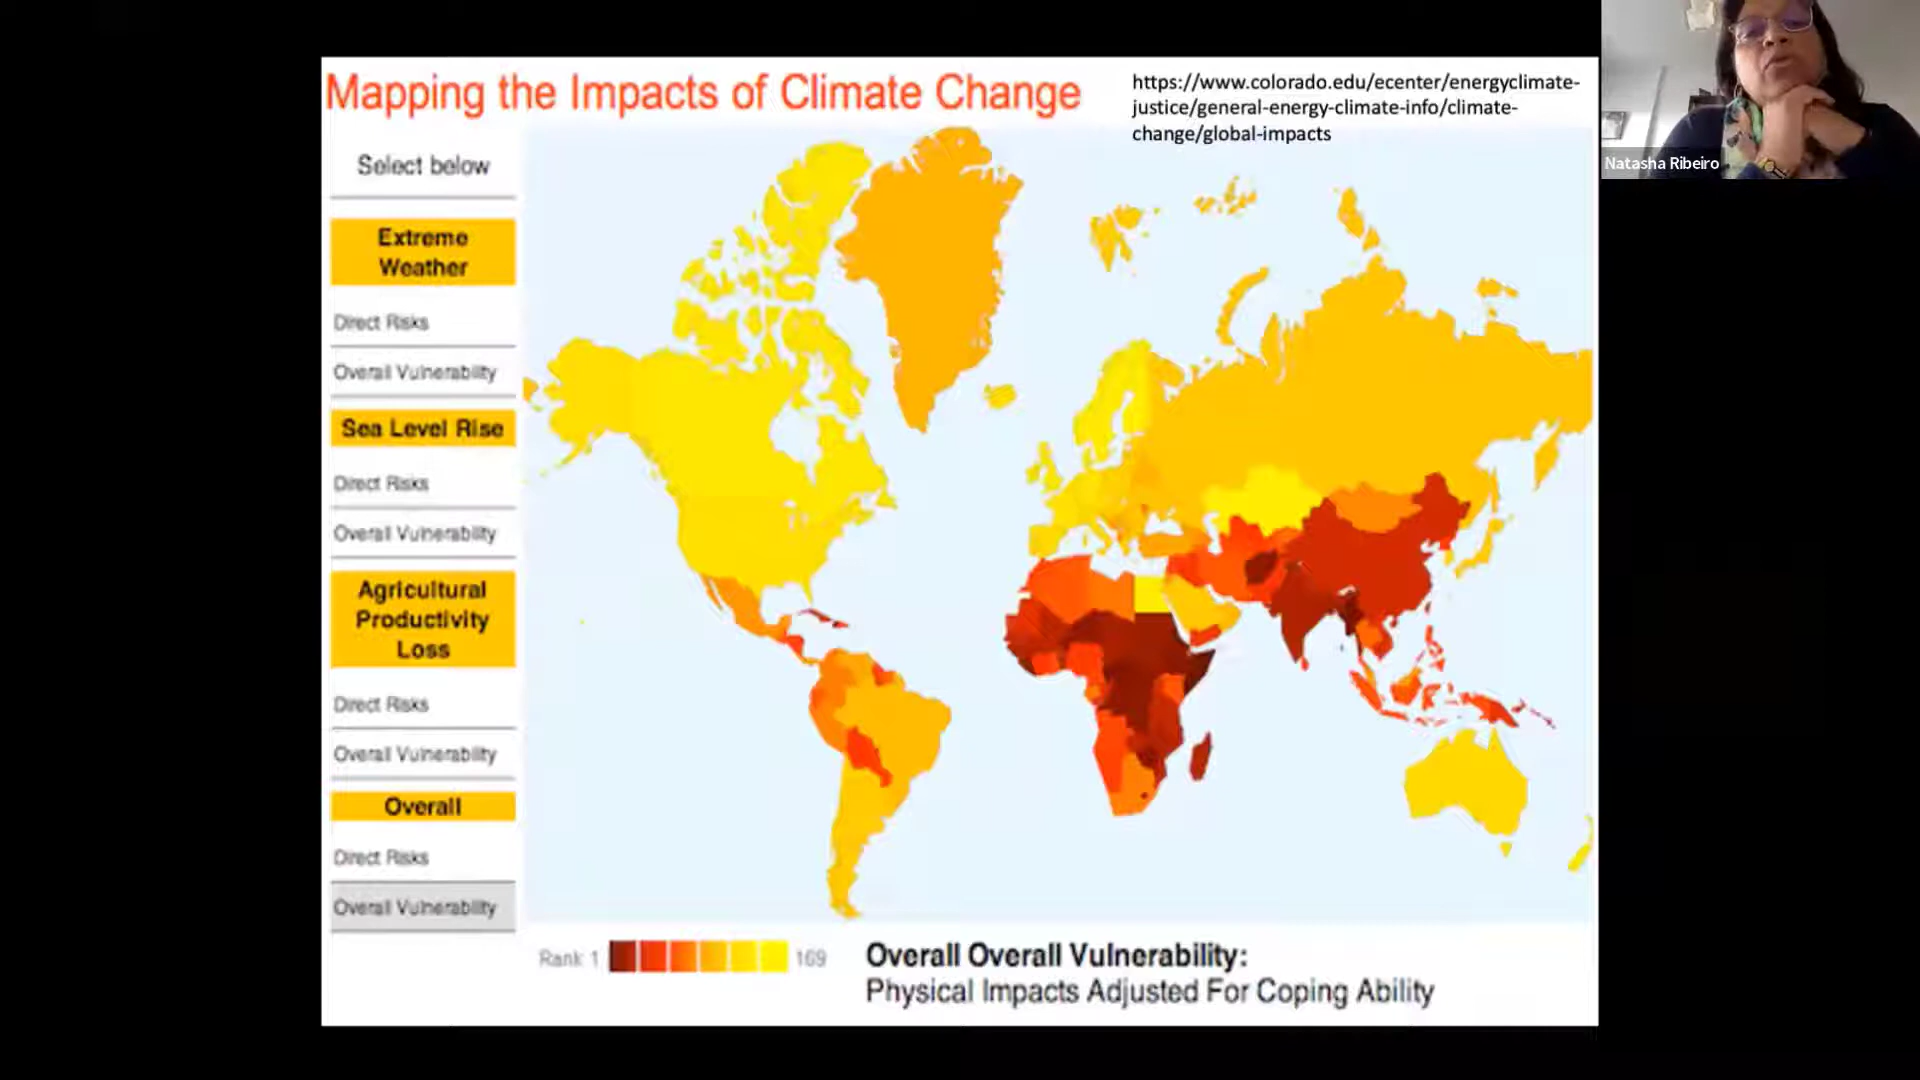 Mapping the Impacts of Climate Change
https://www.colorado.edu/ecenter/energyclimate-
justice/general-energy-climate-info/climate-
change/global-impacts
Natasha Ribeiro
Select below
Extreme
Weather
Direct Risks
Overall Vulnerability
Sea Level Rise
Direct Risks
Overall Vulnerability
Agricultural
Productivity
Loss
Direct Risks
Overall Vulnerability
Overall
Direct Risks
Overall Vulnerability
Rank 1 169
Overall Overall Vulnerability:
Physical Impacts Adjusted For Coping Ability